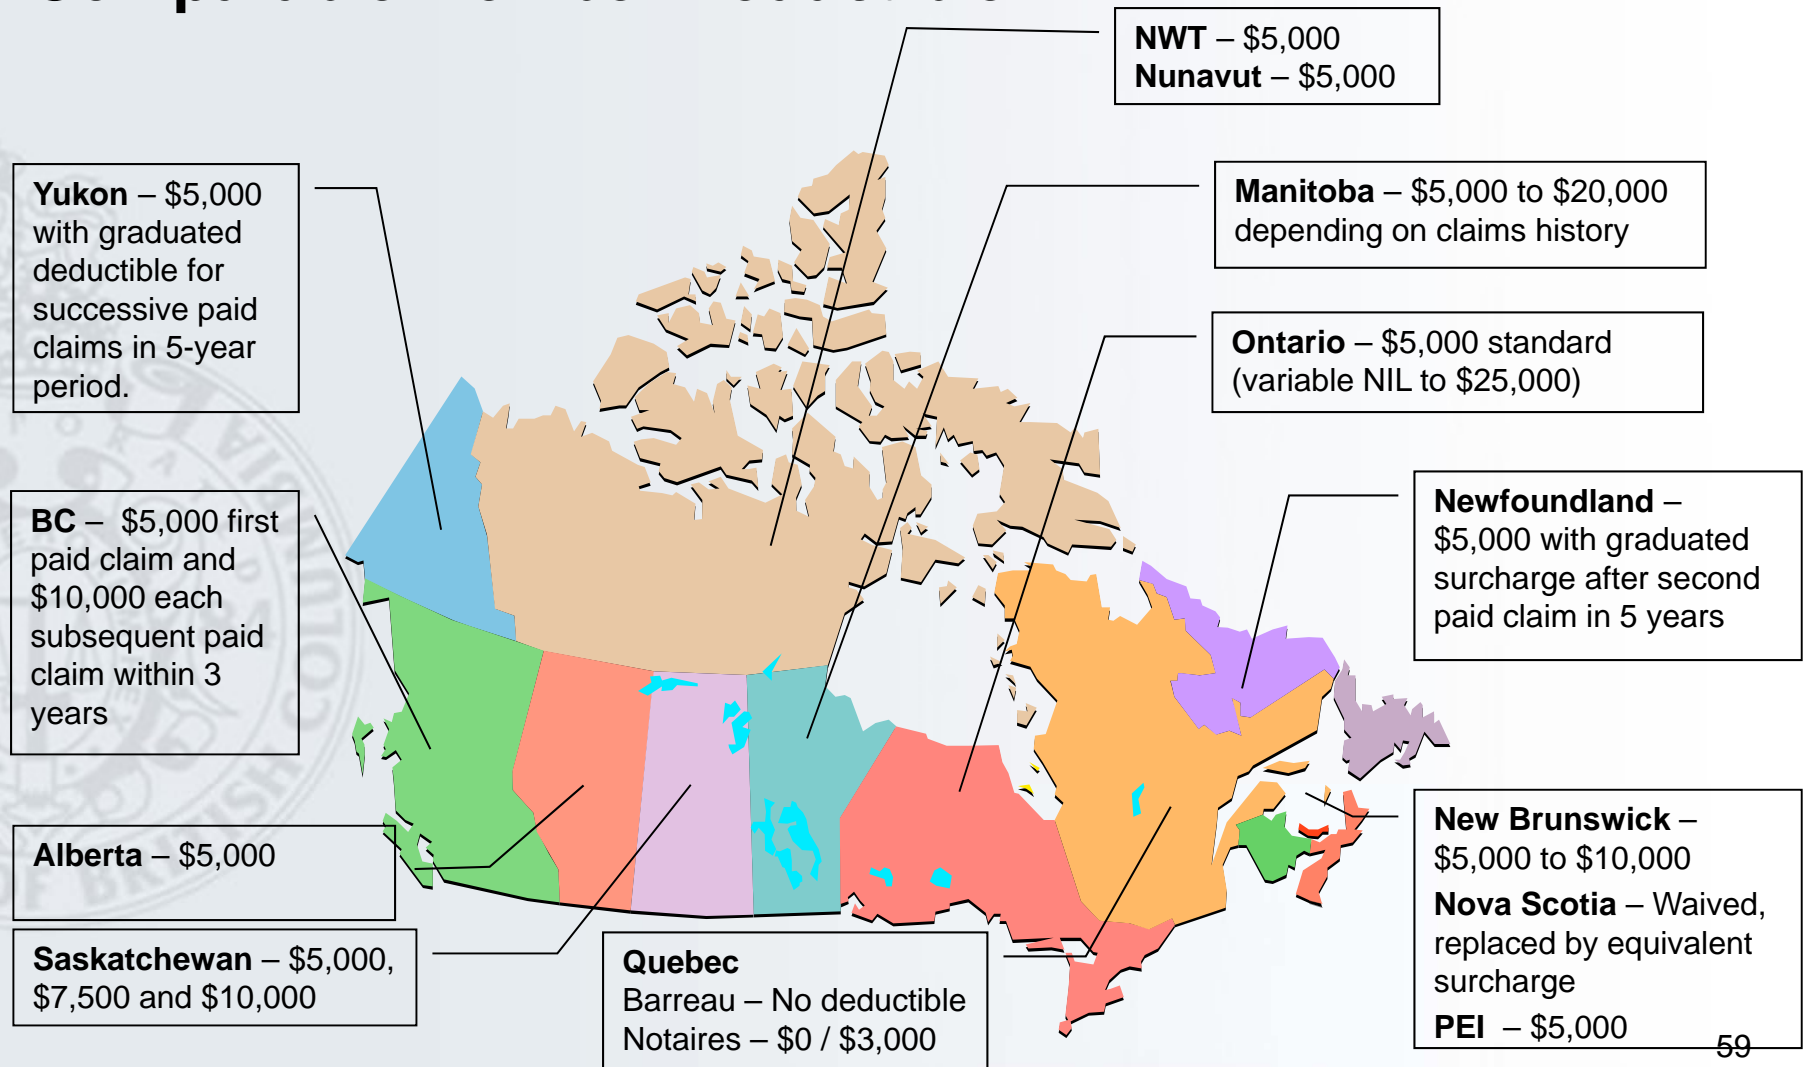 NWT – $5,000
Nunavut – $5,000
Yukon – $5,000
with graduated
deductible for
successive paid
claims in 5-year
period.
Manitoba – $5,000 to $20,000
depending on claims history
Ontario – $5,000 standard
(variable NIL to $25,000)
BC – $5,000 first
paid claim and
$10,000 each
subsequent paid
claim within 3
years
Newfoundland –
$5,000 with graduated
surcharge after second
paid claim in 5 years
Alberta – $5,000
Saskatchewan – $5,000,
$7,500 and $10,000
Quebec
Barreau – No deductible
Notaires – $0 / $3,000
New Brunswick –
$5,000 to $10,000
Nova Scotia – Waived,
replaced by equivalent
surcharge
PEI – $5,000
59